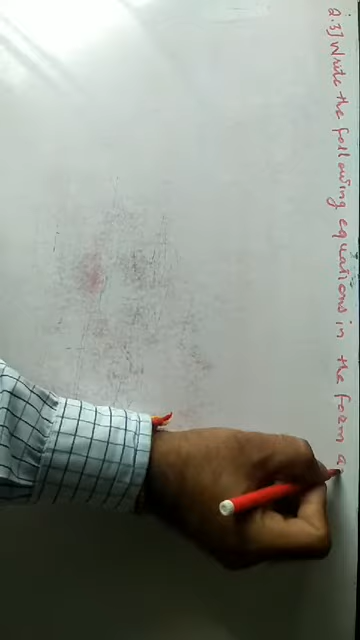 Q.3] Write the following equations in the form a